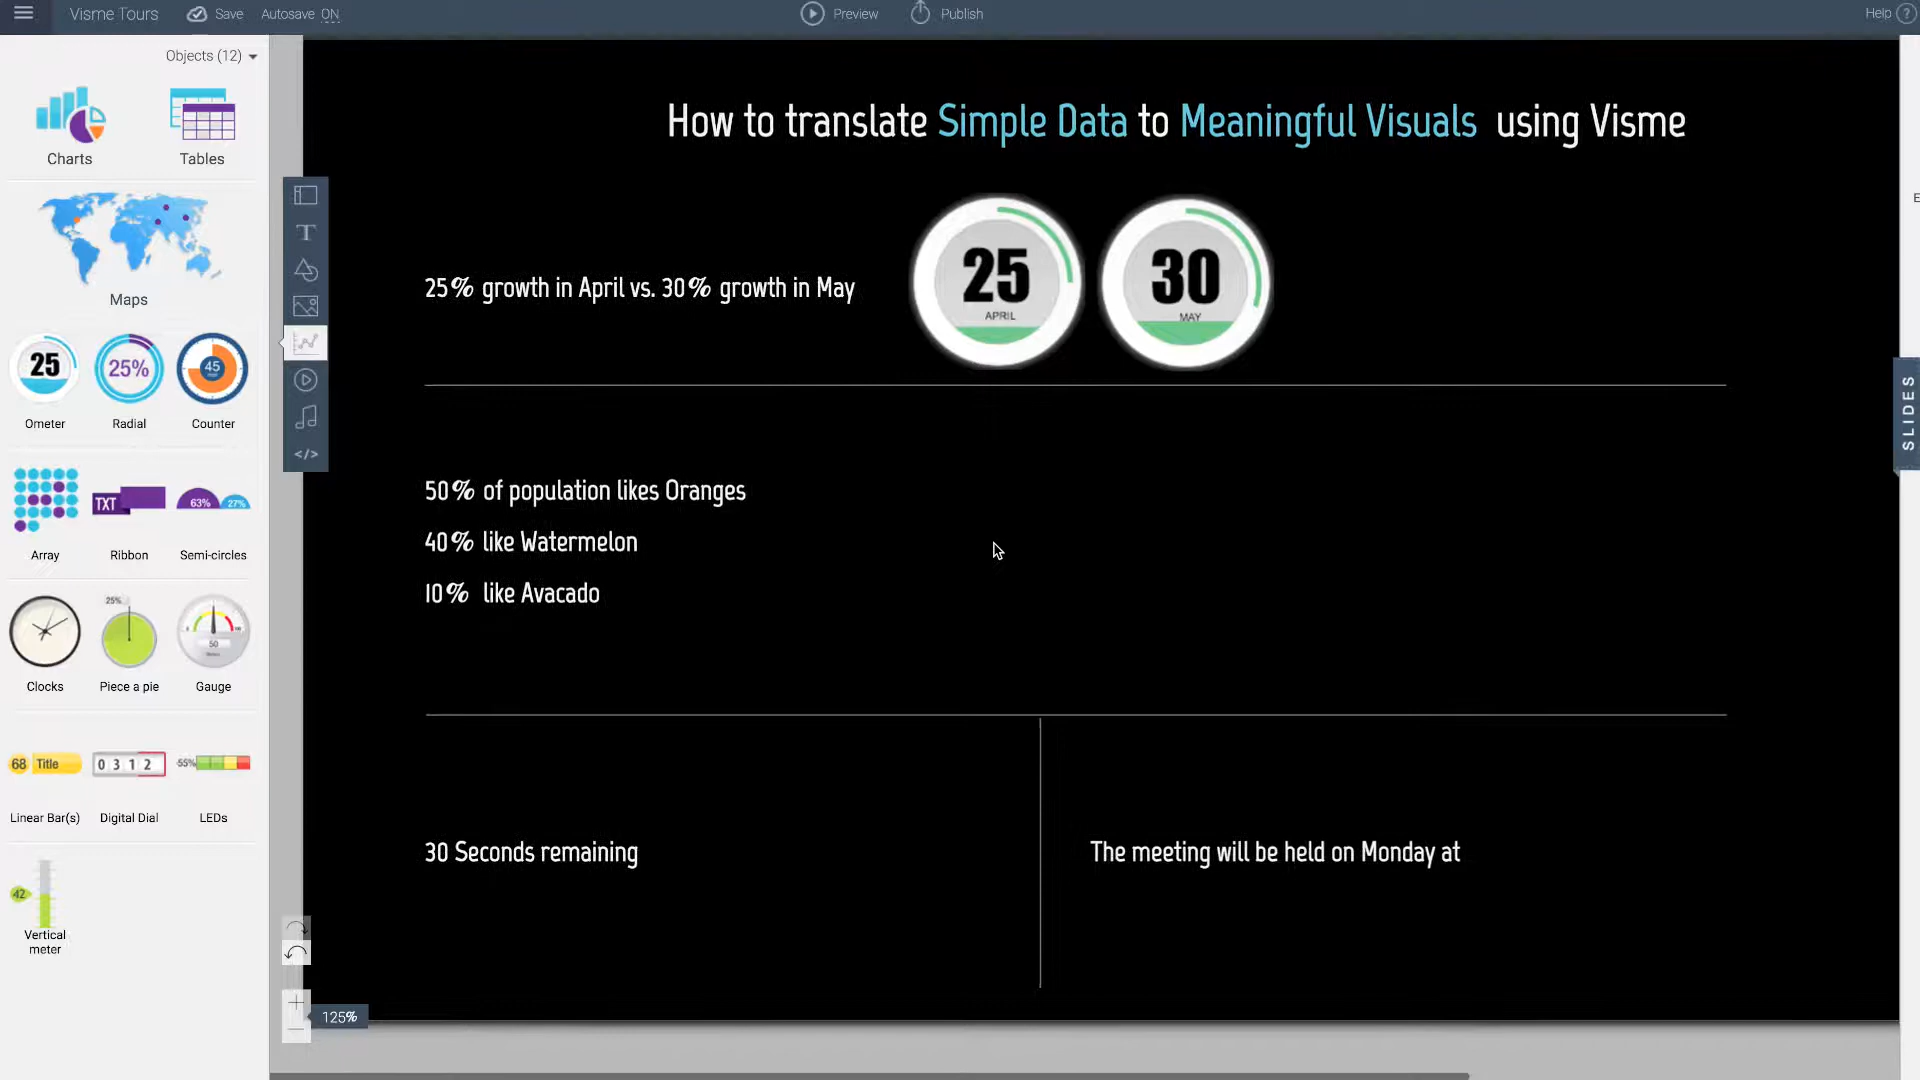 Visme Tours
Save
Autosave ON
Preview
Publish
Help ?
Objects (12)
Charts
Tables
Maps
25
25%
45
Ometer
Radial
Counter
TXT
63%
27%
Array
Ribbon
Semi-circles
25%
50
Clocks
Piece a pie
Gauge
68 Title
0 3 1 2
55%
Linear Bar(s)
Digital Dial
LEDs
42
Vertical
meter
T
</>
125%
How to translate Simple Data to Meaningful Visuals using Visme
25% growth in April vs. 30% growth in May
25
APRIL
30
MAY
50% of population likes Oranges
40% like Watermelon
10% like Avacado
30 Seconds remaining
The meeting will be held on Monday at
SLIDES
E